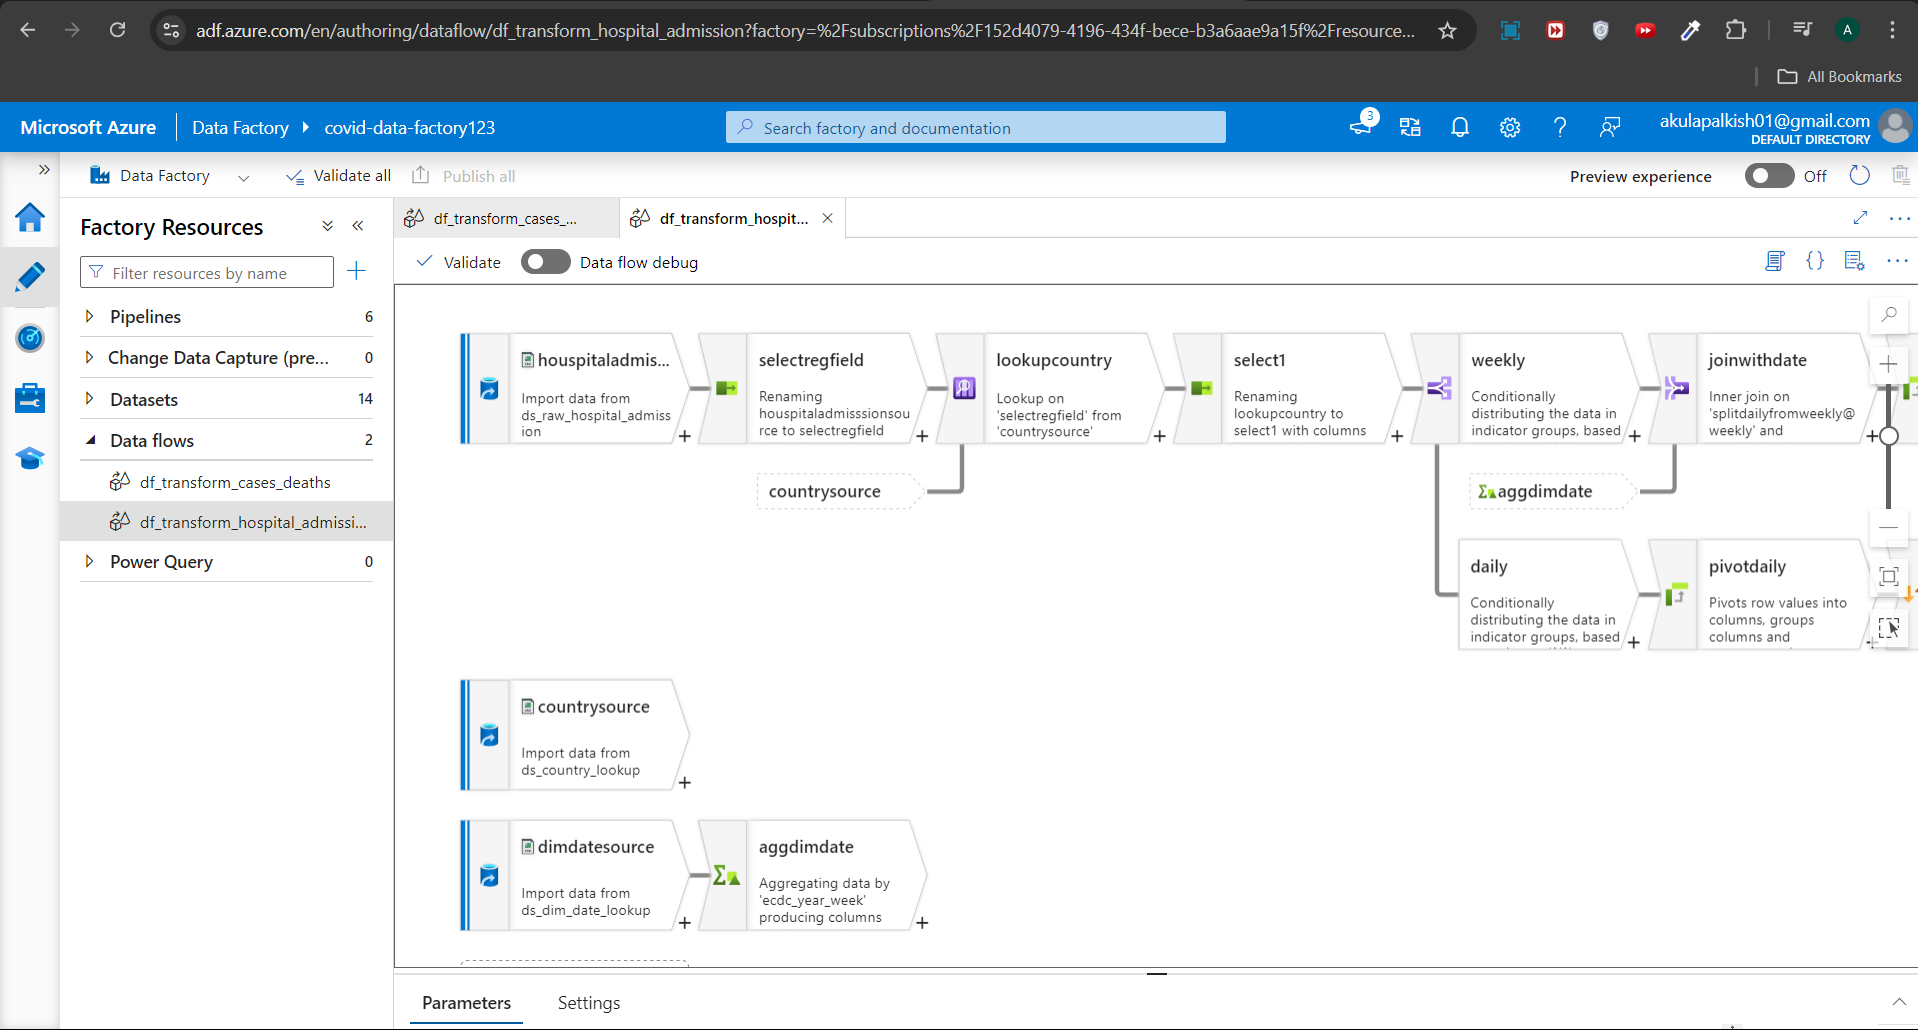 adf.azure.com/en/authoring/dataflow/df_transform_hospital_admission?factory=%2Fsubscriptions%2F152d4079-4196-434f-bece-b3a6aae9a15f%2Fresource...
A
All Bookmarks
Microsoft Azure
Data Factory
covid-data-factory123
Search factory and documentation
3
akulapalkish01@gmail.com
DEFAULT DIRECTORY
Data Factory
Validate all
Publish all
Preview experience
Off
Factory Resources
Filter resources by name
Pipelines 6
Change Data Capture (pre... 0
Datasets 14
Data flows 2
df_transform_cases_deaths
df_transform_hospital_admissi...
Power Query 0
df_transform_cases_...
df_transform_hospit...
Validate
Data flow debug
houspitaladmis...
Import data from
ds_raw_hospital_admiss
ion
selectregfield
Renaming
houspitaladmisssionsou
rce to selectregfield
lookupcountry
Lookup on
'selectregfield' from
'countrysource'
select1
Renaming
lookupcountry to
select1 with columns
weekly
Conditionally
distributing the data in
indicator groups, based
joinwithdate
Inner join on
'splitdailyfromweekly@
weekly' and
countrysource
aggdimdate
daily
Conditionally
distributing the data in
indicator groups, based
pivotdaily
Pivots row values into
columns, groups
columns and
countrysource
Import data from
ds_country_lookup
dimdatesource
Import data from
ds_dim_date_lookup
aggdimdate
Aggregating data by
'ecdc_year_week'
producing columns
Parameters
Settings